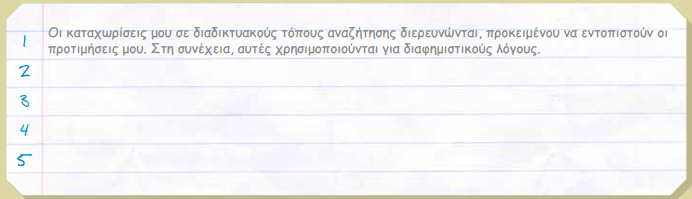 1 Οι καταχωρίσεις μου σε διαδικτυακούς τόπους αναζήτησης διερευνώνται, προκειμένου να εντοπιστούν οι
προτιμήσεις μου. Στη συνέχεια, αυτές χρησιμοποιούνται για διαφημιστικούς λόγους.
2
3
4
5